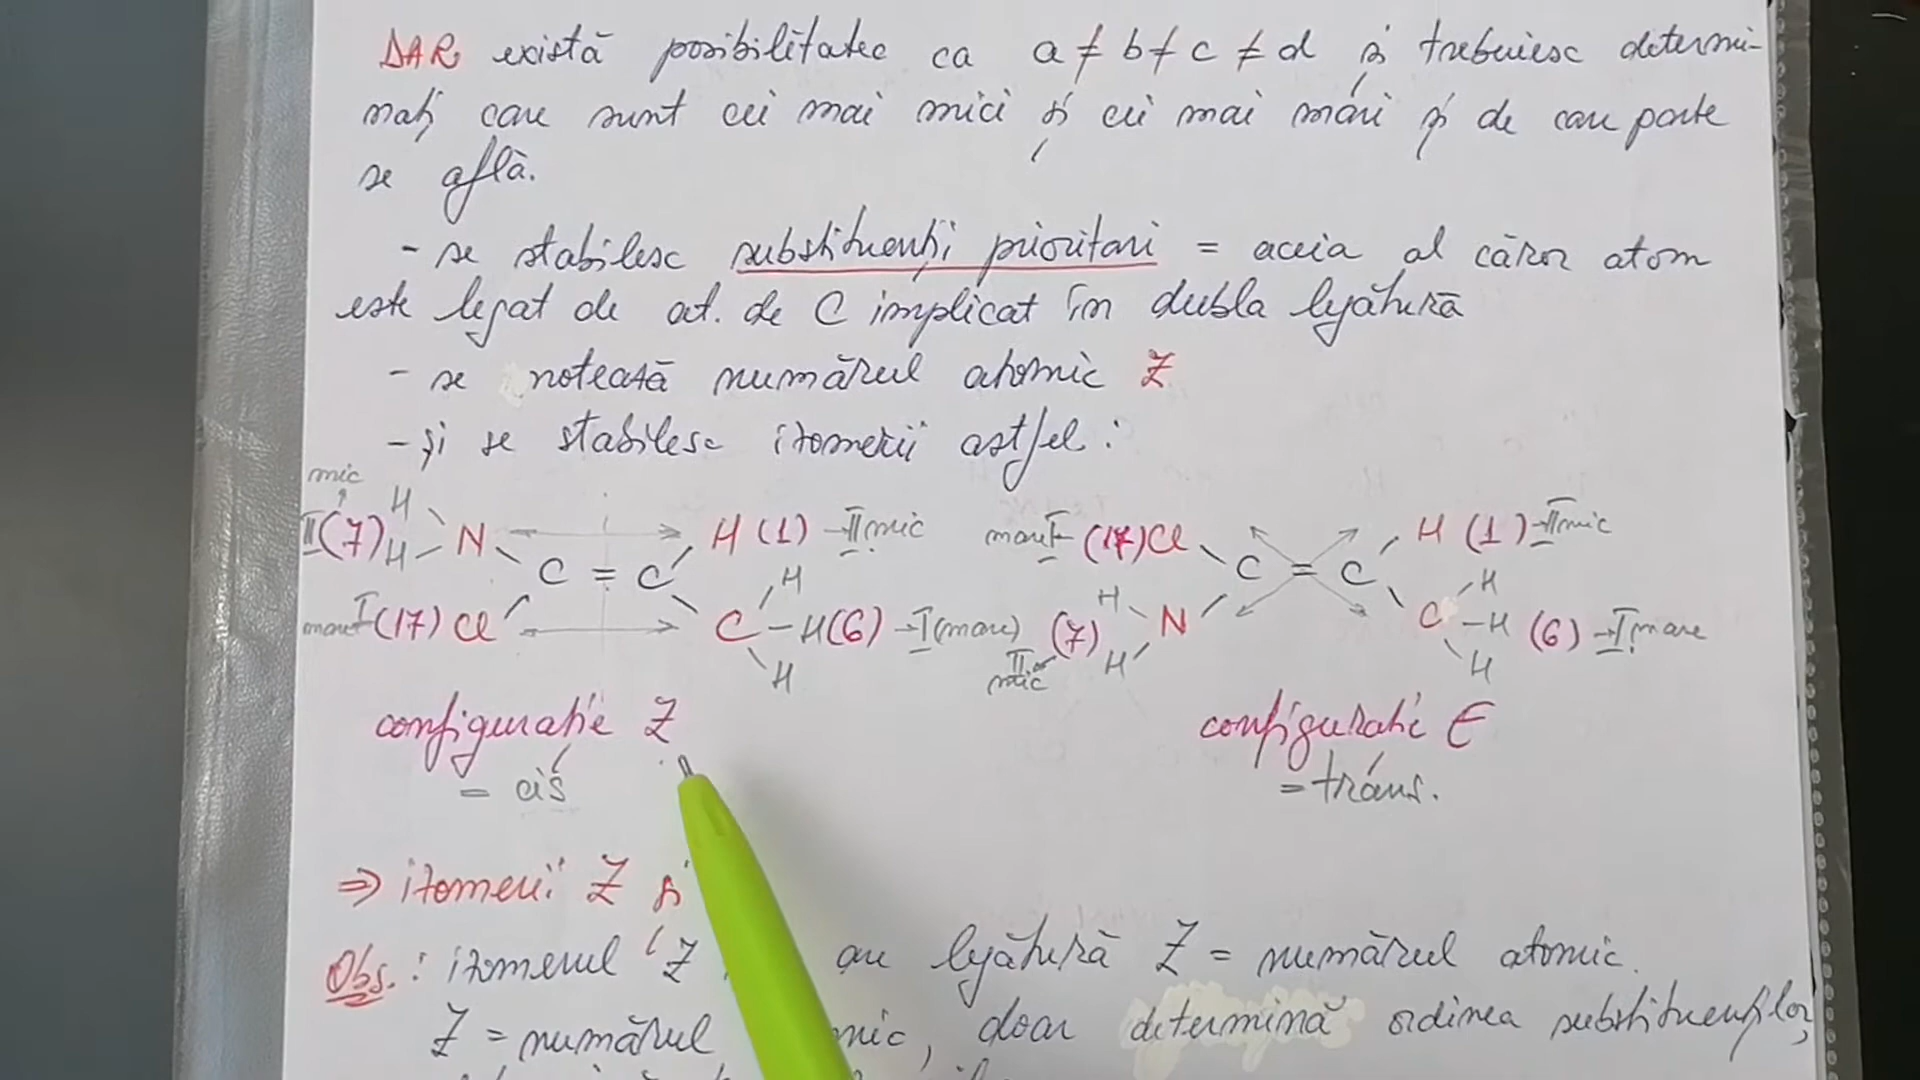 DAR există posibilitatec ca a ≠ b ≠ c ≠ d și trebuiesc determi-
nați care sunt cei mai mici și cei mai mari și de care parte
se află.
- se stabilesc substituenți prioritari = aceia al căror atom
este legat de at. de C implicat în dubla legătură
- se notează numărul atomic Z
- și se stabilesc izomerii astfel:
mic
II(7) H H N C = C H (1) → II mic
mare I (17) Cl C H H H (6) → I (mare)
mare I (17) Cl C = C H (1) → II mic
II mic (7) H H N C H H H (6) → I mare
configurație Z
= cis
configurație E
= trans.
⇒ izomerii Z și
Obs.: izomerul Z au legătură Z = numărul atomic.
Z = numărul mic, doar determină ordinea substituenților,